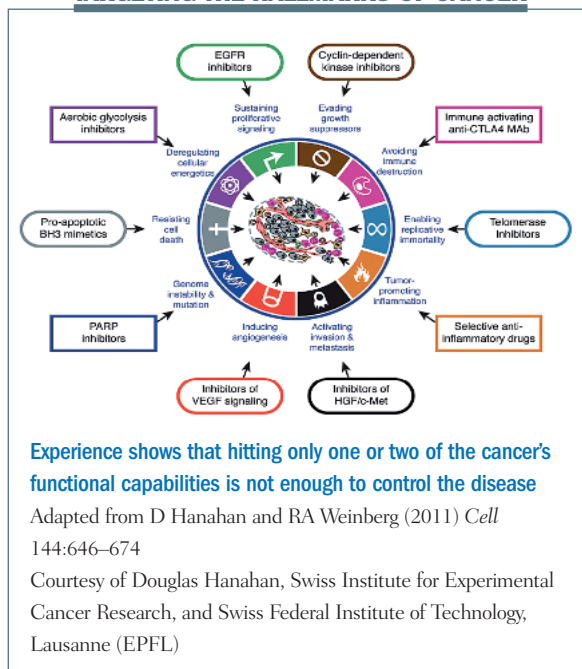 TARGETING THE HALLMARKS OF CANCER
EGFR
inhibitors
Cyclin-dependent
kinase inhibitors
Sustaining
proliferative
signaling
Evading
growth
suppressors
Aerobic glycolysis
inhibitors
Immune activating
anti-CTLA4 MAb
Deregulating
cellular
energetics
Avoiding
immune
destruction
Pro-apoptotic
BH3 mimetics
Resisting
cell
death
Enabling
replicative
immortality
Telomerase
Inhibitors
Genome
instability &
mutation
Tumor-
promoting
inflammation
PARP
inhibitors
Inducing
angiogenesis
Activating
invasion &
metastasis
Selective anti-
inflammatory drugs
Inhibitors of
VEGF signaling
Inhibitors of
HGF/c-Met
Experience shows that hitting only one or two of the cancer's
functional capabilities is not enough to control the disease
Adapted from D Hanahan and RA Weinberg (2011) Cell
144:646–674
Courtesy of Douglas Hanahan, Swiss Institute for Experimental
Cancer Research, and Swiss Federal Institute of Technology,
Lausanne (EPFL)